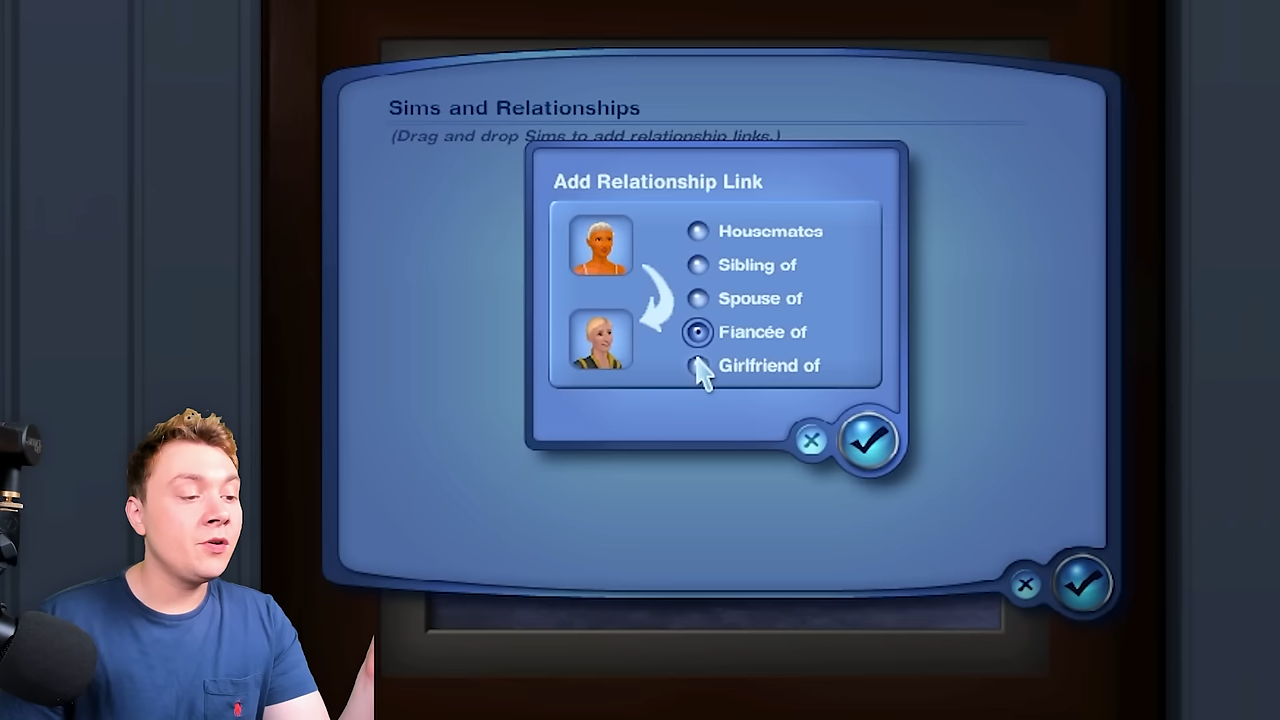 Sims and Relationships
(Drag and drop Sims to add relationship links.)
Add Relationship Link
Housemates
Sibling of
Spouse of
Fiancée of
Girlfriend of